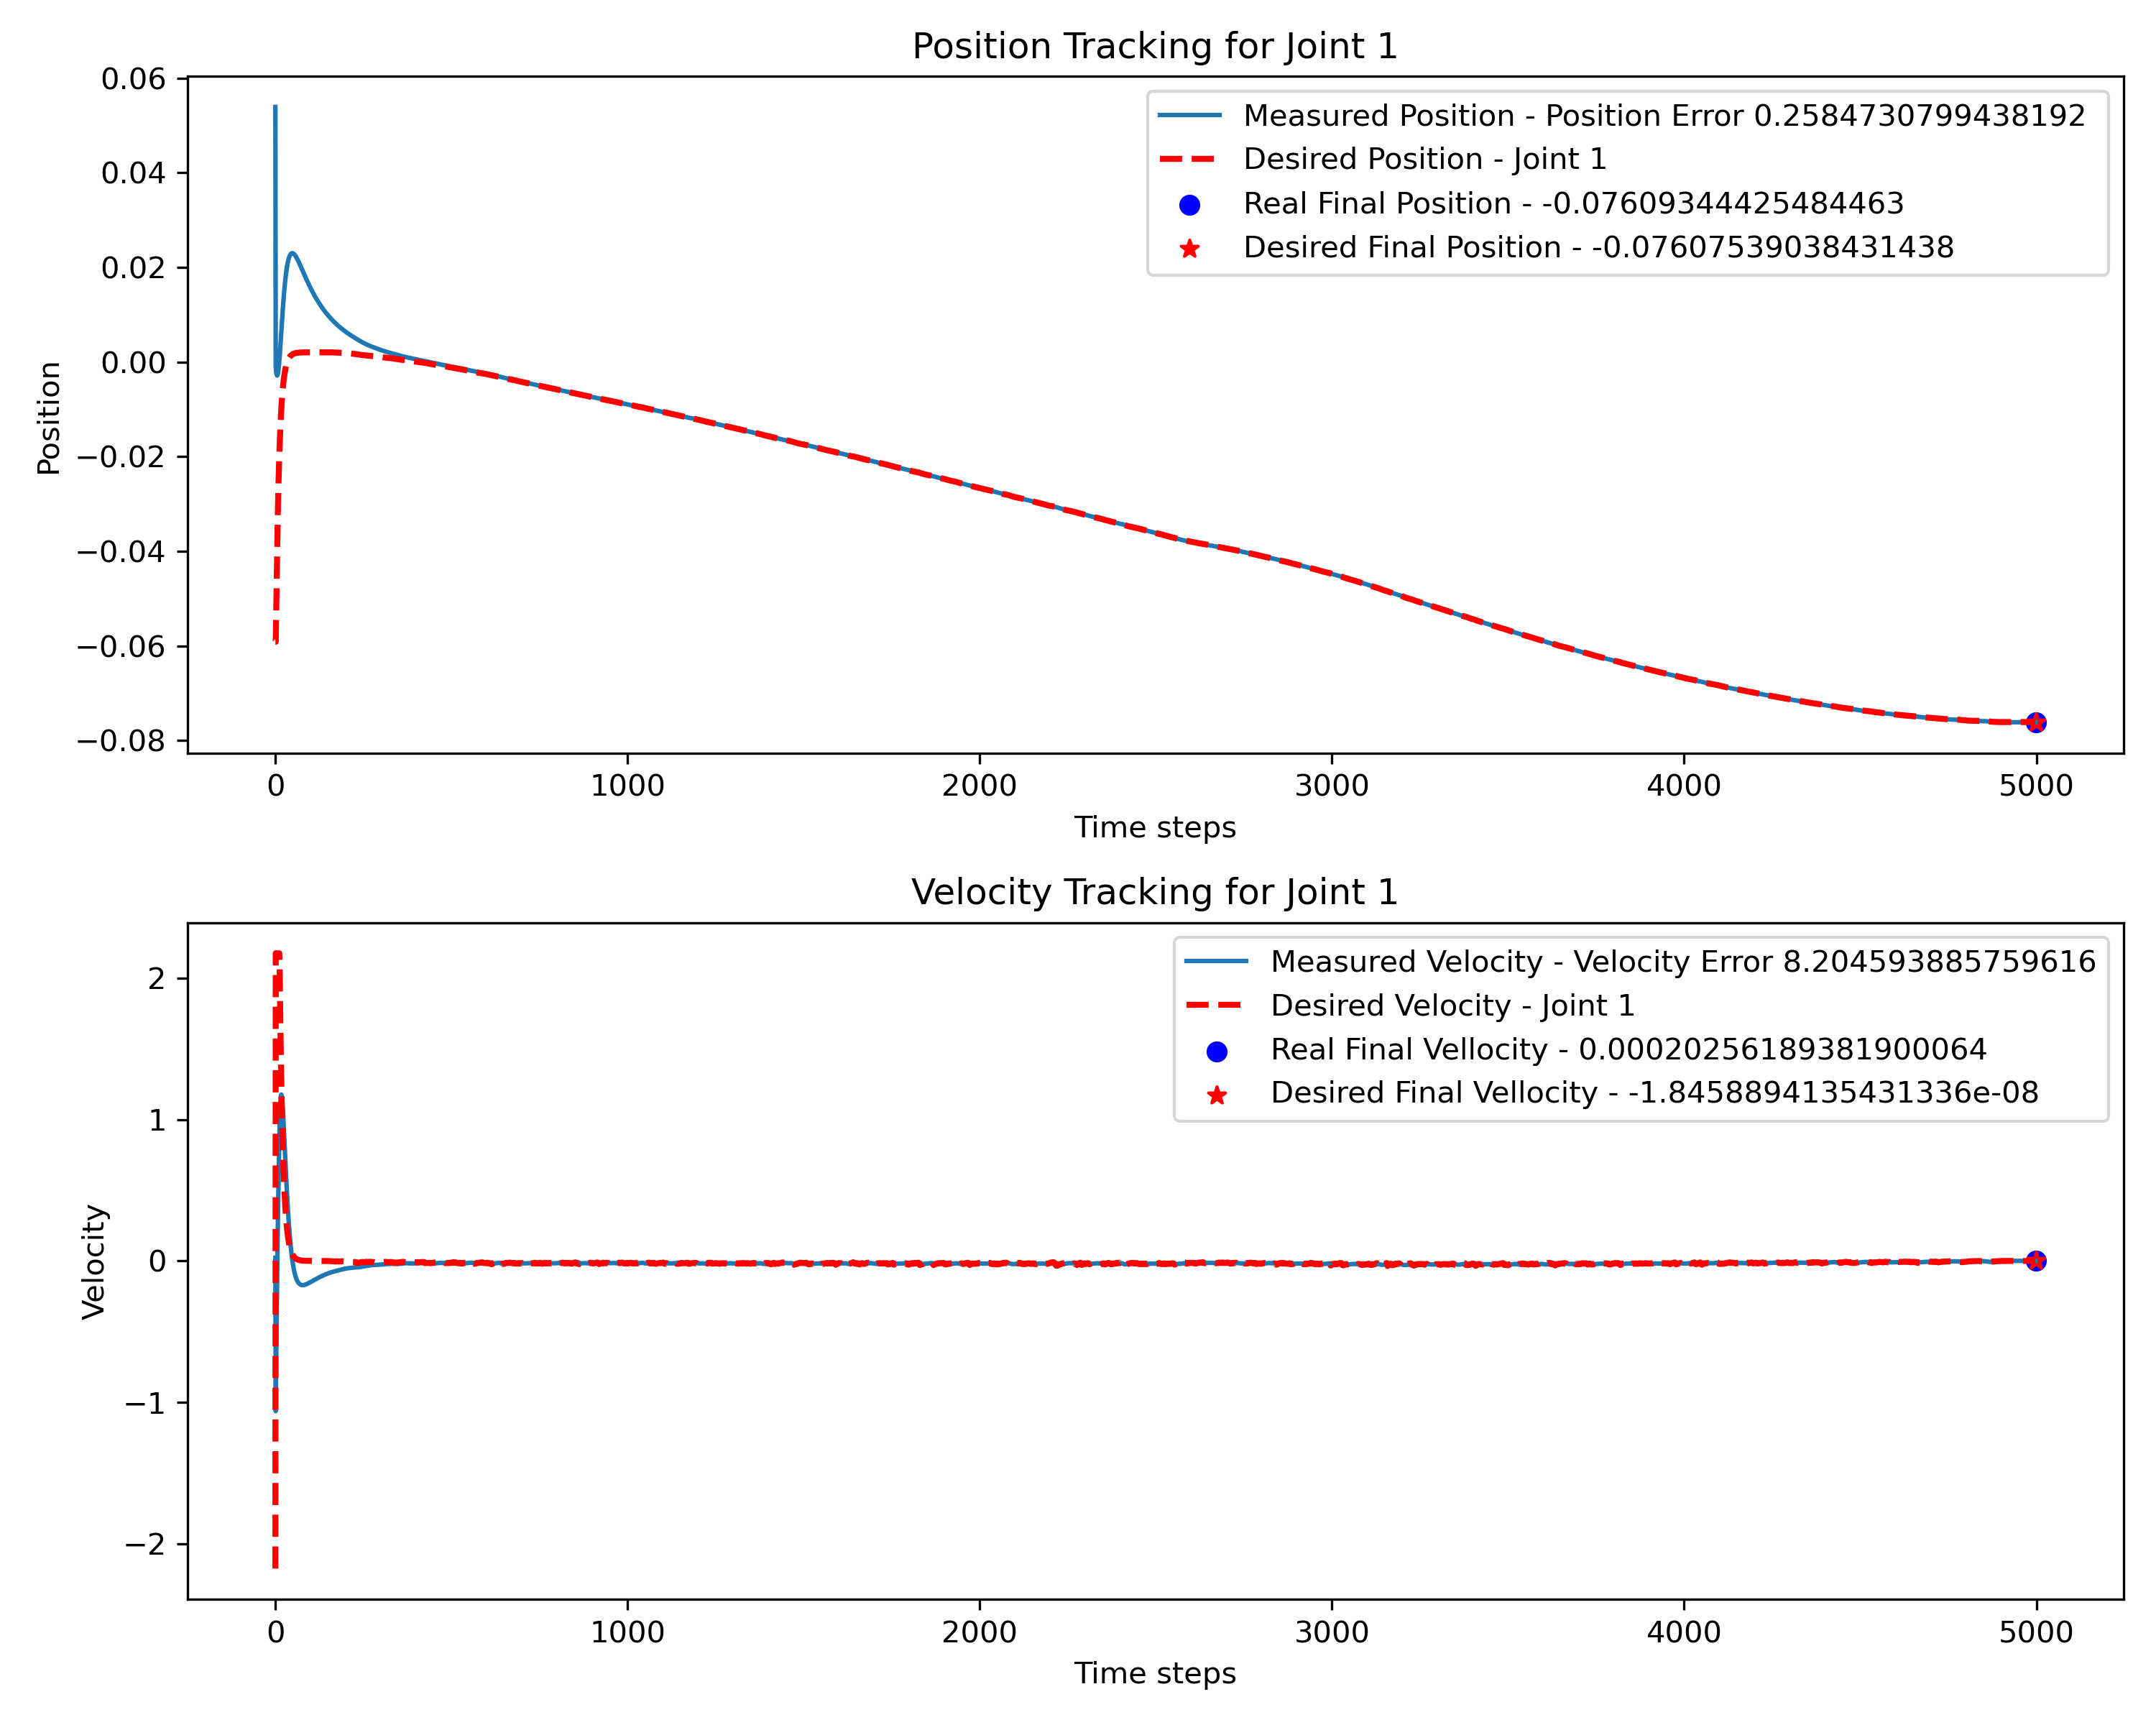 Position Tracking for Joint 1
0.06
0.04
0.02
0.00
−0.02
−0.04
−0.06
−0.08
Position
Measured Position - Position Error 0.2584730799438192
Desired Position - Joint 1
Real Final Position - -0.07609344425484463
Desired Final Position - -0.07607539038431438
0 1000 2000 3000 4000 5000
Time steps
Velocity Tracking for Joint 1
2
1
0
−1
−2
Velocity
Measured Velocity - Velocity Error 8.204593885759616
Desired Velocity - Joint 1
Real Final Vellocity - 0.00020256189381900064
Desired Final Vellocity - -1.8458894135431336e-08
0 1000 2000 3000 4000 5000
Time steps